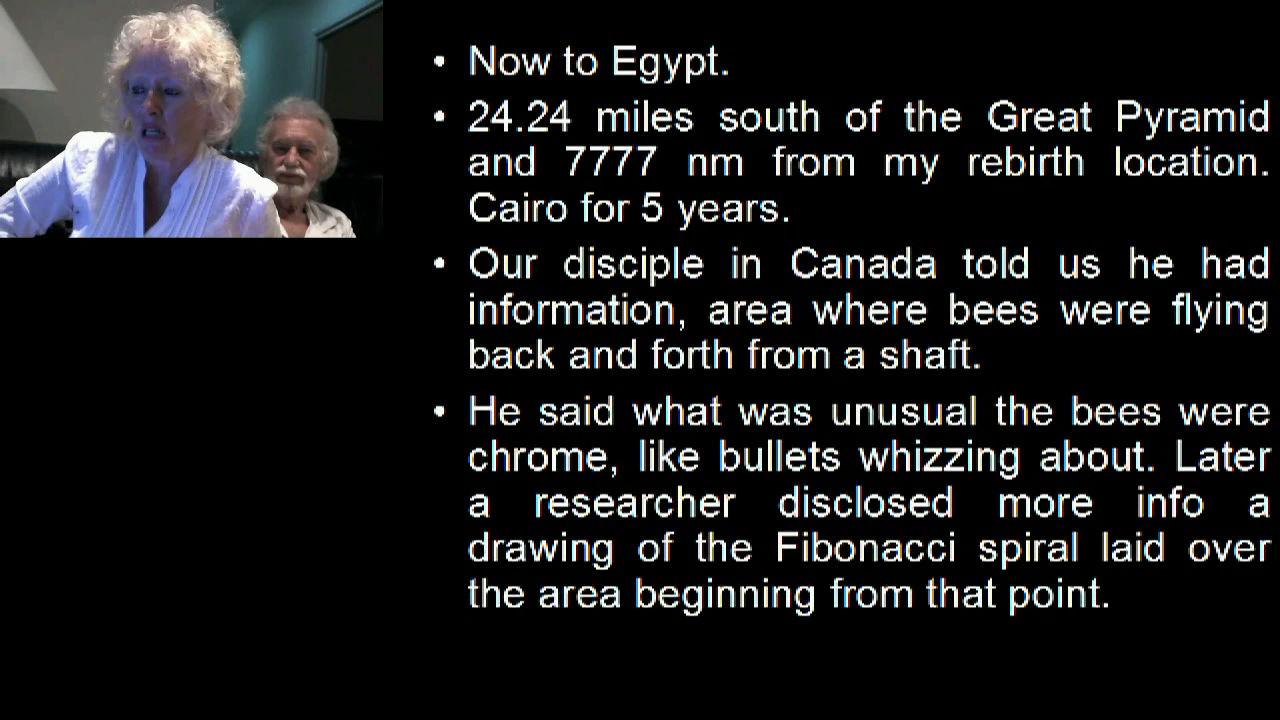 • Now to Egypt.
• 24.24 miles south of the Great Pyramid
and 7777 nm from my rebirth location.
Cairo for 5 years.
• Our disciple in Canada told us he had
information, area where bees were flying
back and forth from a shaft.
• He said what was unusual the bees were
chrome, like bullets whizzing about. Later
a researcher disclosed more info a
drawing of the Fibonacci spiral laid over
the area beginning from that point.